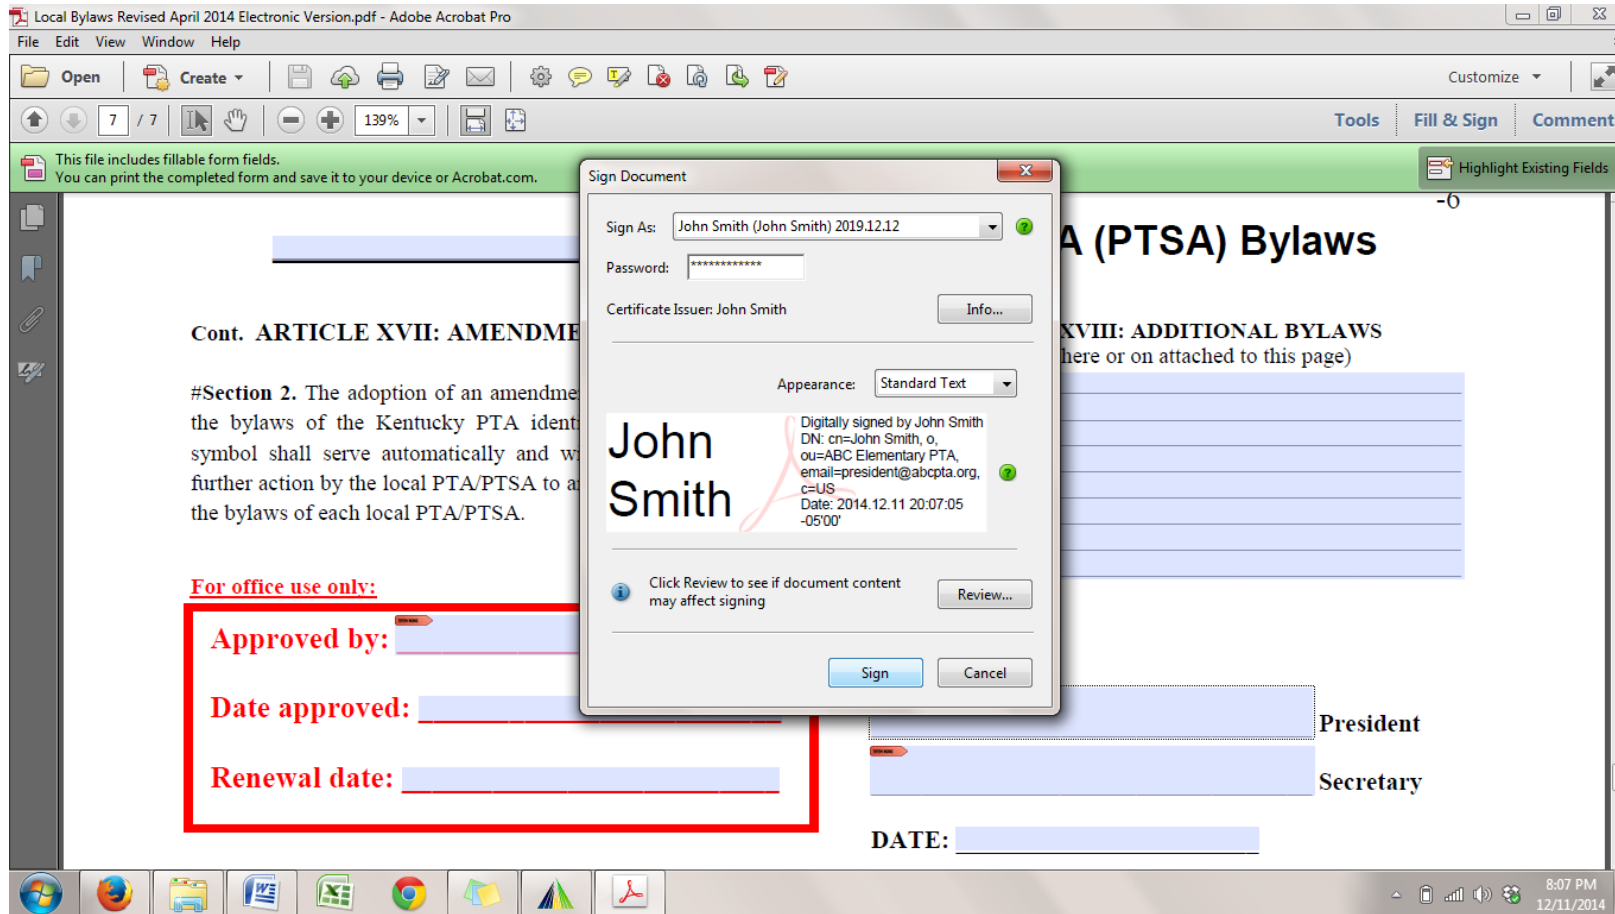 Local Bylaws Revised April 2014 Electronic Version.pdf - Adobe Acrobat Pro
File Edit View Window Help
Open Create Customize
7 / 7 139% Tools Fill & Sign Comment
This file includes fillable form fields.
You can print the completed form and save it to your device or Acrobat.com.
Highlight Existing Fields
Sign Document
Sign As: John Smith (John Smith) 2019.12.12
Password: ************
Certificate Issuer: John Smith Info...
Appearance: Standard Text
John
Smith
Digitally signed by John Smith
DN: cn=John Smith, o,
ou=ABC Elementary PTA,
email=president@abcpta.org,
c=US
Date: 2014.12.11 20:07:05
-05'00'
Click Review to see if document content
may affect signing
Review...
Sign Cancel
-6
A (PTSA) Bylaws
Cont. ARTICLE XVII: AMENDME
#Section 2. The adoption of an amendme
the bylaws of the Kentucky PTA identi
symbol shall serve automatically and wi
further action by the local PTA/PTSA to a
the bylaws of each local PTA/PTSA.
For office use only:
Approved by:
Date approved:
Renewal date:
XVIII: ADDITIONAL BYLAWS
here or on attached to this page)
President
Secretary
DATE:
8:07 PM
12/11/2014